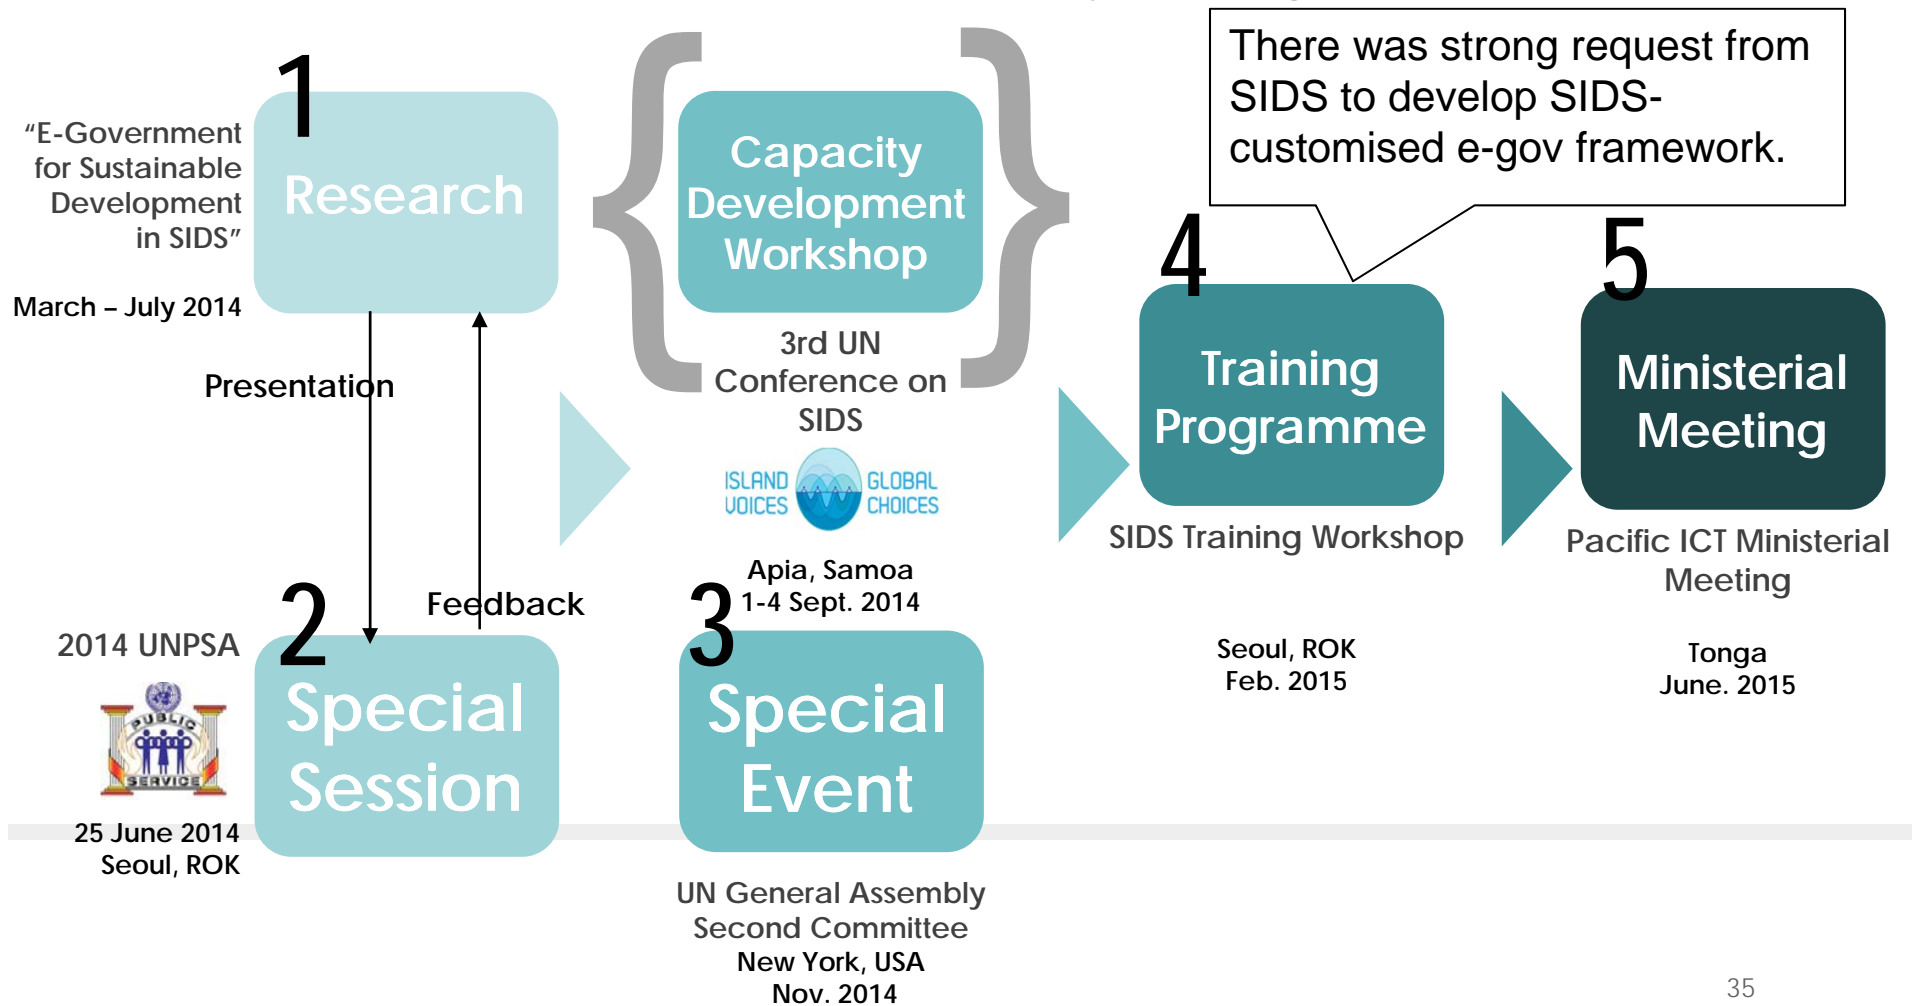 1
Research
"E-Government
for Sustainable
Development
in SIDS"
March – July 2014
Presentation
Feedback
2
Special
Session
2014 UNPSA
PUBLIC
SERVICE
25 June 2014
Seoul, ROK
{
Capacity
Development
Workshop
}
3rd UN
Conference on
SIDS
ISLAND
VOICES
GLOBAL
CHOICES
Apia, Samoa
1-4 Sept. 2014
3
Special
Event
UN General Assembly
Second Committee
New York, USA
Nov. 2014
There was strong request from
SIDS to develop SIDS-
customised e-gov framework.
4
Training
Programme
SIDS Training Workshop
Seoul, ROK
Feb. 2015
5
Ministerial
Meeting
Pacific ICT Ministerial
Meeting
Tonga
June. 2015
35